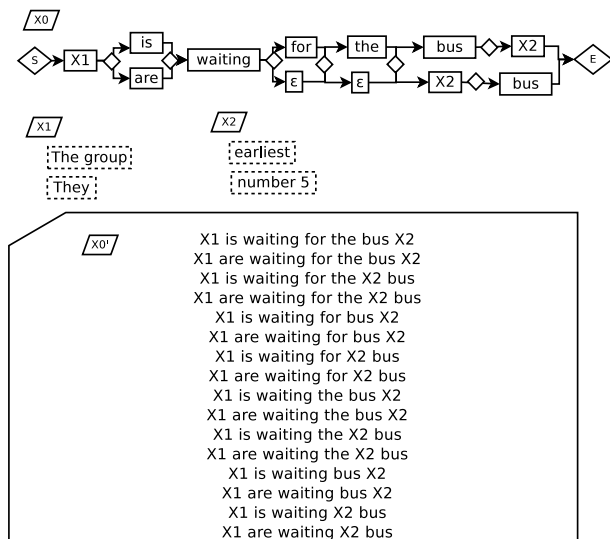 X0
S X1 is are waiting for ε the ε bus X2 X2 bus E
X1
The group
They
X2
earliest
number 5
X0'
X1 is waiting for the bus X2
X1 are waiting for the bus X2
X1 is waiting for the X2 bus
X1 are waiting for the X2 bus
X1 is waiting for bus X2
X1 are waiting for bus X2
X1 is waiting for X2 bus
X1 are waiting for X2 bus
X1 is waiting the bus X2
X1 are waiting the bus X2
X1 is waiting the X2 bus
X1 are waiting the X2 bus
X1 is waiting bus X2
X1 are waiting bus X2
X1 is waiting X2 bus
X1 are waiting X2 bus